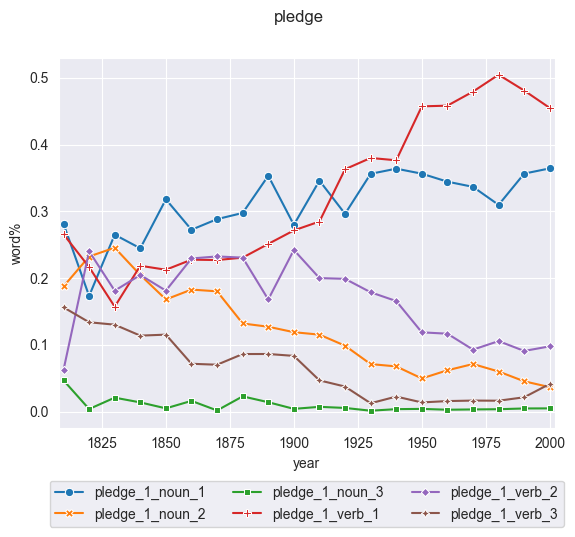 pledge
0.5
0.4
0.3
0.2
0.1
0.0
word%
1825 1850 1875 1900 1925 1950 1975 2000
year
pledge_1_noun_1 pledge_1_noun_3 pledge_1_verb_2
pledge_1_noun_2 pledge_1_verb_1 pledge_1_verb_3